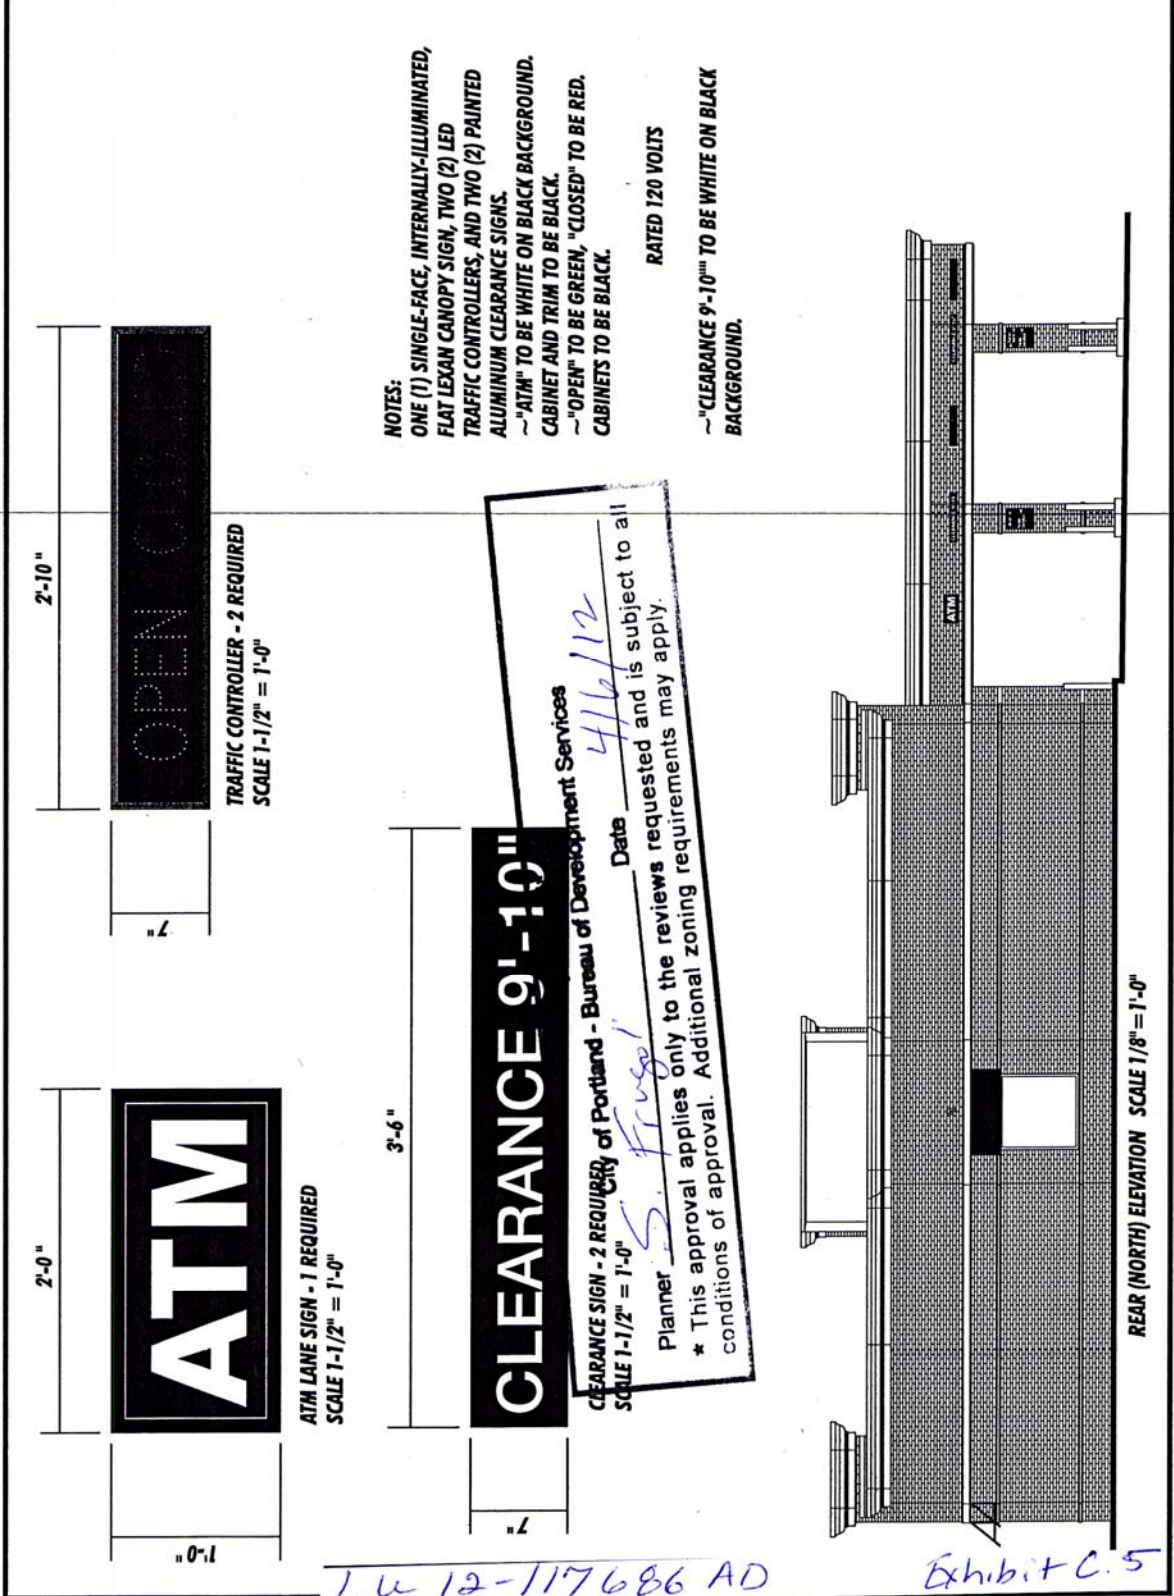 2'-0"
1'-0"
ATM
ATM LANE SIGN - 1 REQUIRED
SCALE 1-1/2" = 1'-0"
2'-10"
7"
OPEN CLOSED
TRAFFIC CONTROLLER - 2 REQUIRED
SCALE 1-1/2" = 1'-0"
3'-6"
7"
CLEARANCE 9'-10"
CLEARANCE SIGN - 2 REQUIRED
SCALE 1-1/2" = 1'-0"
City of Portland - Bureau of Development Services
Planner Date 4/16/12
* This approval applies only to the reviews requested and is subject to all
conditions of approval. Additional zoning requirements may apply.
NOTES:
ONE (1) SINGLE-FACE, INTERNALLY-ILLUMINATED,
FLAT LEXAN CANOPY SIGN, TWO (2) LED
TRAFFIC CONTROLLERS, AND TWO (2) PAINTED
ALUMINUM CLEARANCE SIGNS.
~"ATM" TO BE WHITE ON BLACK BACKGROUND.
CABINET AND TRIM TO BE BLACK.
~"OPEN" TO BE GREEN, "CLOSED" TO BE RED.
CABINETS TO BE BLACK.
RATED 120 VOLTS
~"CLEARANCE 9'-10"" TO BE WHITE ON BLACK
BACKGROUND.
ATM
REAR (NORTH) ELEVATION SCALE 1/8"=1'-0"
12-117686 AD
Exhibit C.5